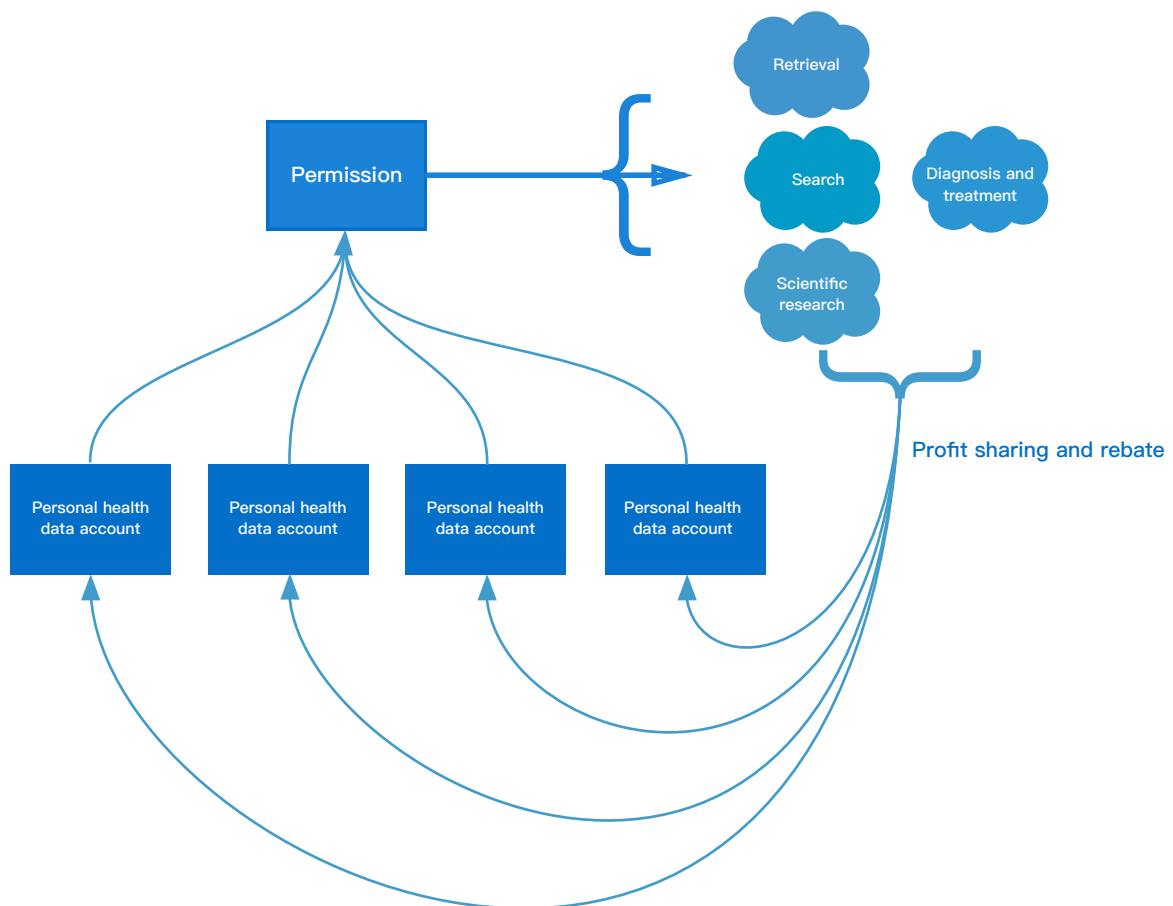 Retrieval
Permission
Search
Diagnosis and
treatment
Scientific
research
Profit sharing and rebate
Personal health
data account
Personal health
data account
Personal health
data account
Personal health
data account